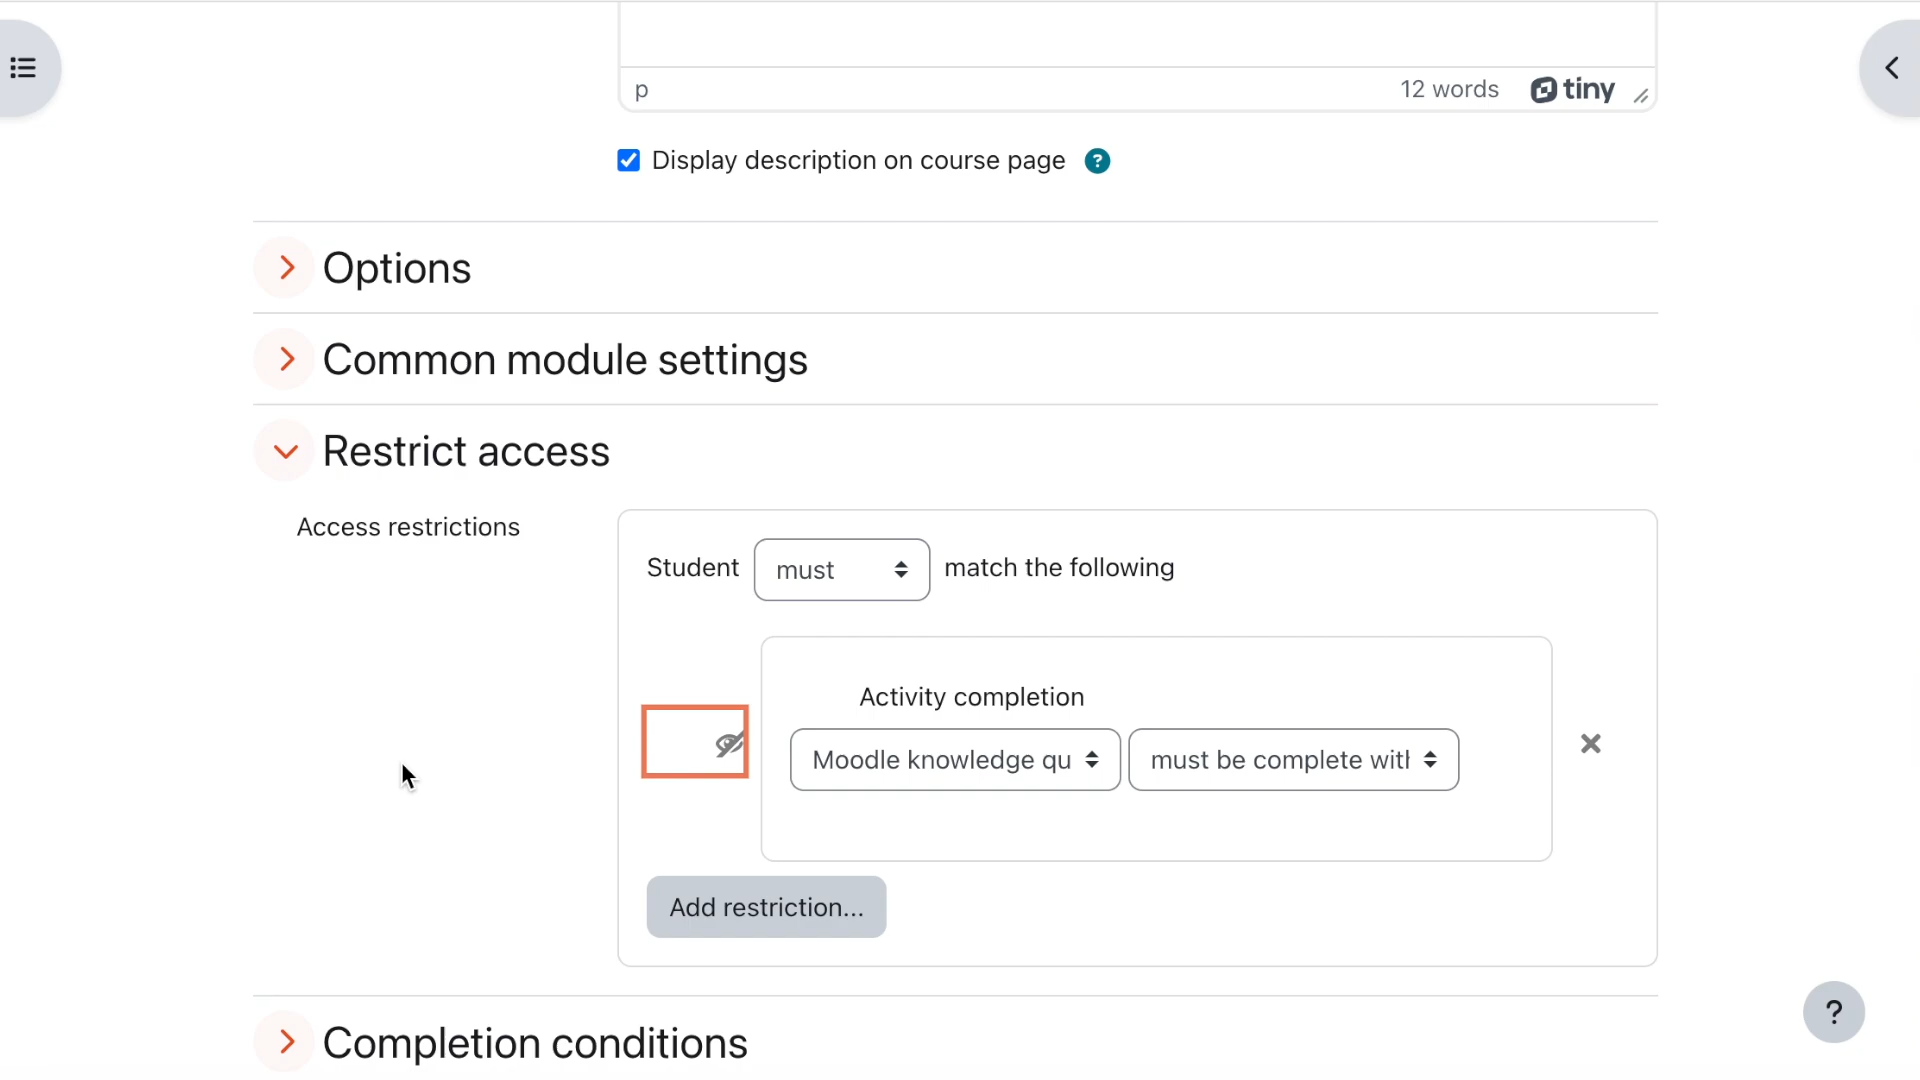 p
12 words
tiny
Display description on course page ?
Options
Common module settings
Restrict access
Access restrictions
Student must match the following
Activity completion
Moodle knowledge qu
must be complete with
Add restriction...
?
Completion conditions